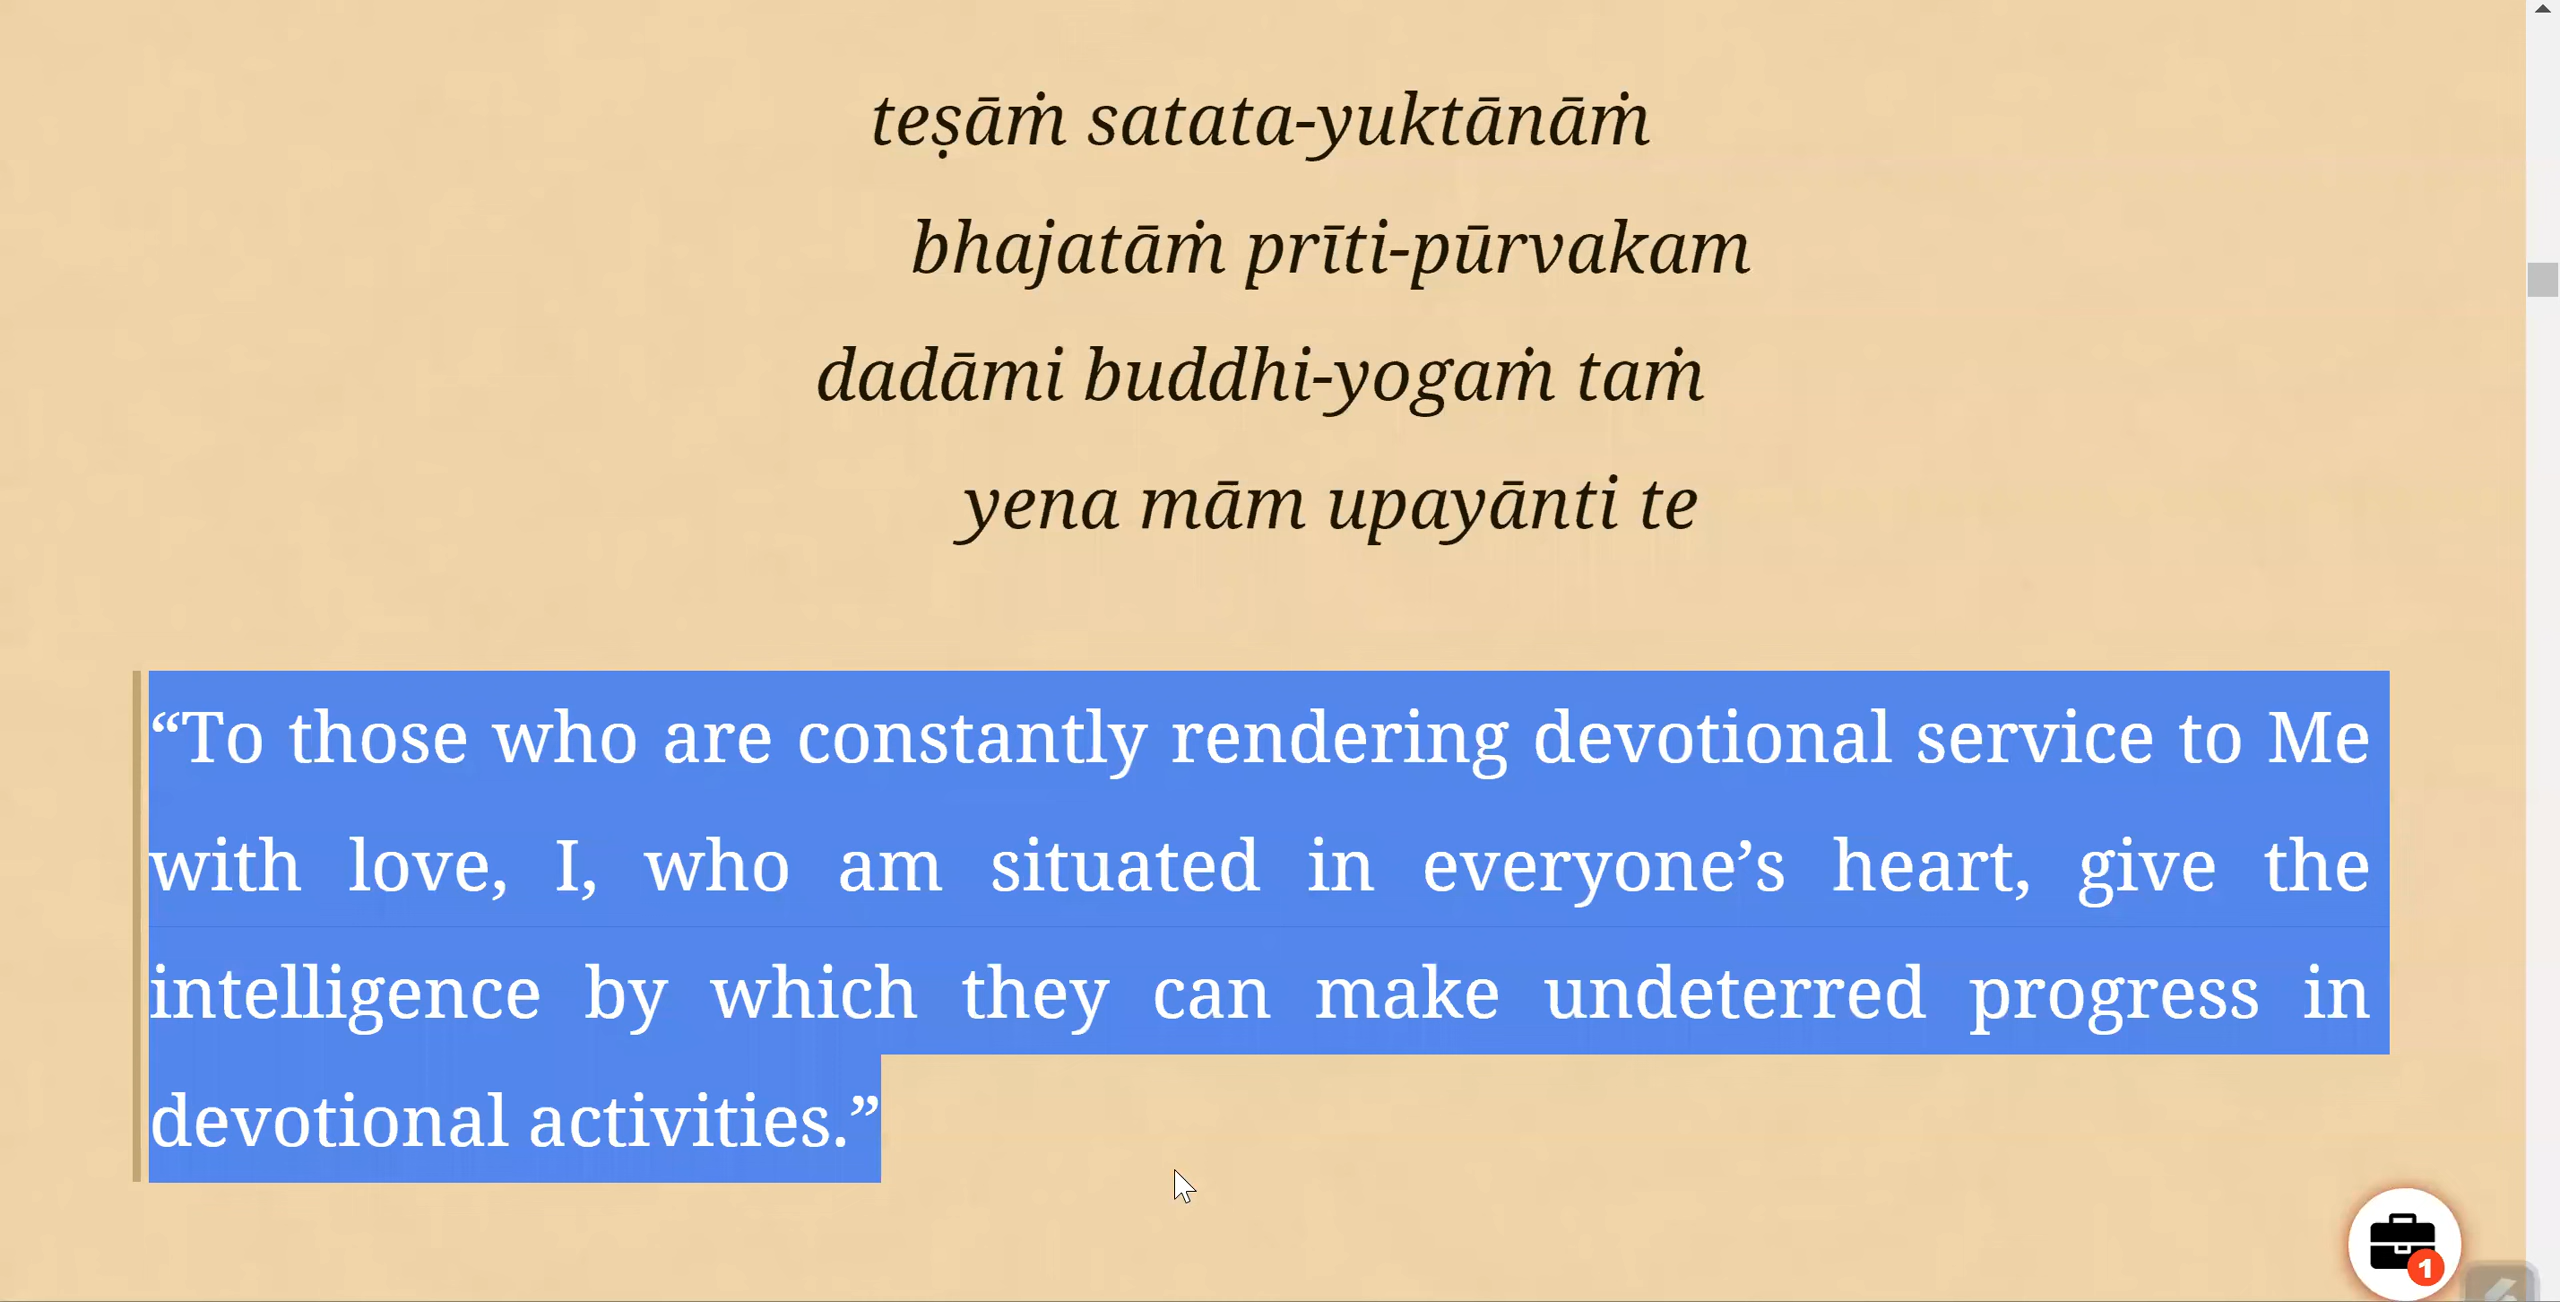 teṣāṁ satata-yuktānāṁ
bhajatāṁ prīti-pūrvakam
dadāmi buddhi-yogaṁ taṁ
yena mām upayānti te
“To those who are constantly rendering devotional service to Me
with love, I, who am situated in everyone’s heart, give the
intelligence by which they can make undeterred progress in
devotional activities.”
1